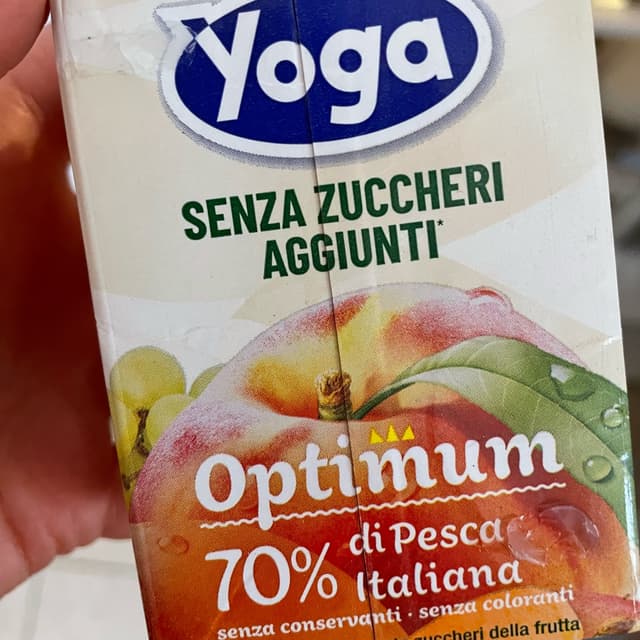 Yoga
SENZA ZUCCHERI
AGGIUNTI*
Optimum
70% di Pesca
Italiana
senza conservanti · senza coloranti
zuccheri della frutta